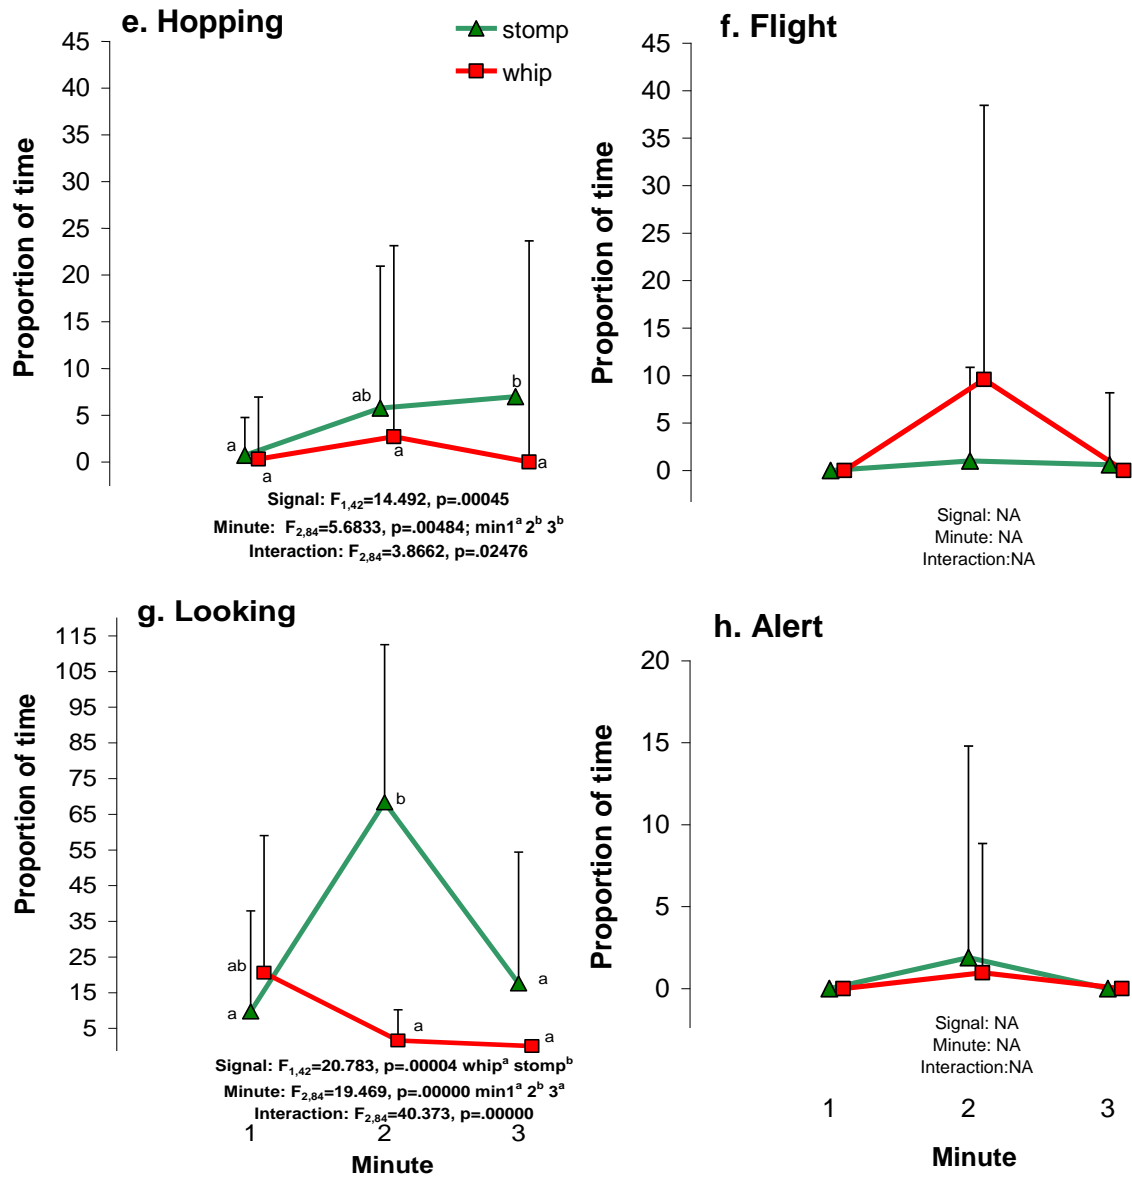 e. Hopping
stomp
whip
45
40
35
30
25
20
15
10
5
0
Proportion of time
a
a
ab
a
b
a
Signal: F1,42=14.492, p=.00045
Minute: F2,84=5.6833, p=.00484; min1a 2b 3b
Interaction: F2,84=3.8662, p=.02476
f. Flight
45
40
35
30
25
20
15
10
5
0
Proportion of time
Signal: NA
Minute: NA
Interaction:NA
g. Looking
115
105
95
85
75
65
55
45
35
25
15
5
Proportion of time
ab
a
b
a
a
a
Signal: F1,42=20.783, p=.00004 whipa stompb
Minute: F2,84=19.469, p=.00000 min1a 2b 3a
Interaction: F2,84=40.373, p=.00000
1 2 3
Minute
h. Alert
20
15
10
5
0
Proportion of time
Signal: NA
Minute: NA
Interaction:NA
1 2 3
Minute